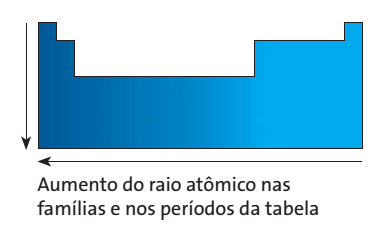 Aumento do raio atômico nas
famílias e nos períodos da tabela